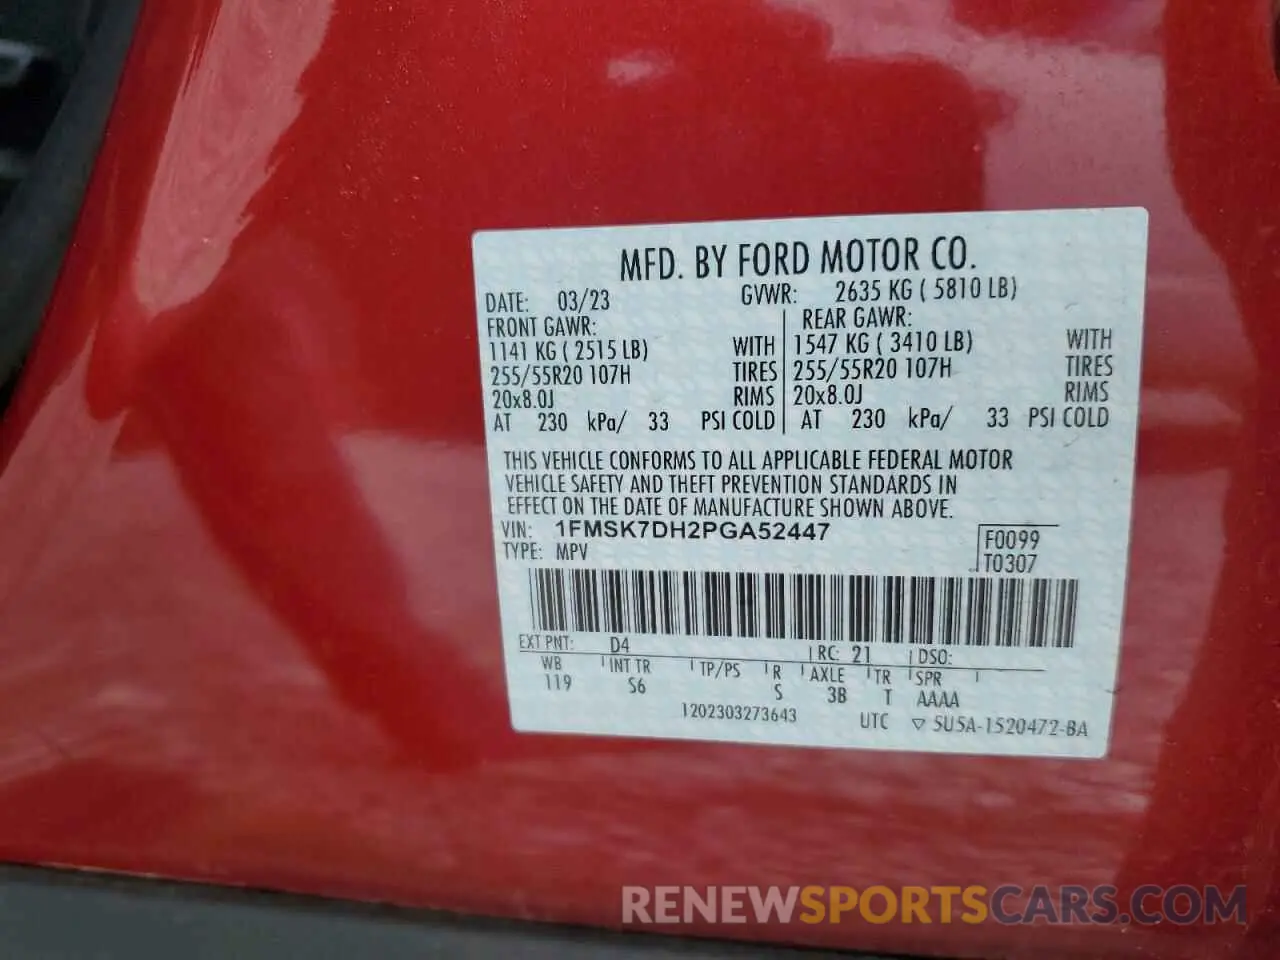 MFD. BY FORD MOTOR CO.
DATE: 03/23 GVWR: 2635 KG ( 5810 LB)
FRONT GAWR: REAR GAWR:
1141 KG ( 2515 LB) WITH 1547 KG ( 3410 LB) WITH
255/55R20 107H TIRES 255/55R20 107H TIRES
20x8.0J RIMS 20x8.0J RIMS
AT 230 kPa/ 33 PSI COLD AT 230 kPa/ 33 PSI COLD
THIS VEHICLE CONFORMS TO ALL APPLICABLE FEDERAL MOTOR
VEHICLE SAFETY AND THEFT PREVENTION STANDARDS IN
EFFECT ON THE DATE OF MANUFACTURE SHOWN ABOVE.
VIN: 1FMSK7DH2PGA52447 F0099
TYPE: MPV T0307
EXT PNT: D4 RC: 21 DSO:
WB INT TR TP/PS R AXLE TR SPR
119 S6 S 3B T AAAA
1202303273643 UTC ▽ 5U5A-1520472-BA
RENEWSPORTSCARS.COM